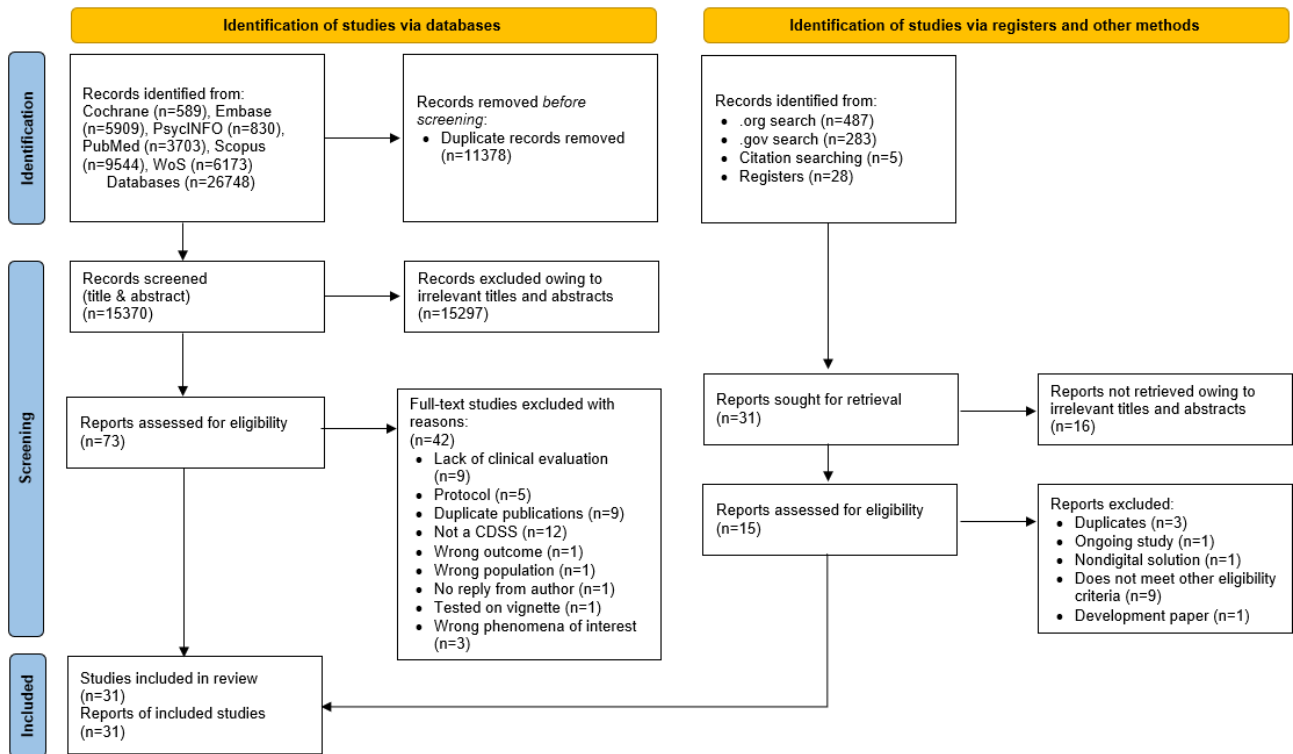 Identification of studies via databases
Identification of studies via registers and other methods
Identification
Records identified from:
Cochrane (n=589), Embase
(n=5909), PsycINFO (n=830),
PubMed (n=3703), Scopus
(n=9544), WoS (n=6173)
Databases (n=26748)
Records removed before
screening:
• Duplicate records removed
(n=11378)
Records identified from:
• .org search (n=487)
• .gov search (n=283)
• Citation searching (n=5)
• Registers (n=28)
Screening
Records screened
(title & abstract)
(n=15370)
Records excluded owing to
irrelevant titles and abstracts
(n=15297)
Reports assessed for eligibility
(n=73)
Full-text studies excluded with
reasons:
(n=42)
• Lack of clinical evaluation
(n=9)
• Protocol (n=5)
• Duplicate publications (n=9)
• Not a CDSS (n=12)
• Wrong outcome (n=1)
• Wrong population (n=1)
• No reply from author (n=1)
• Tested on vignette (n=1)
• Wrong phenomena of interest
(n=3)
Reports sought for retrieval
(n=31)
Reports not retrieved owing to
irrelevant titles and abstracts
(n=16)
Reports assessed for eligibility
(n=15)
Reports excluded:
• Duplicates (n=3)
• Ongoing study (n=1)
• Nondigital solution (n=1)
• Does not meet other eligibility
criteria (n=9)
• Development paper (n=1)
Included
Studies included in review
(n=31)
Reports of included studies
(n=31)